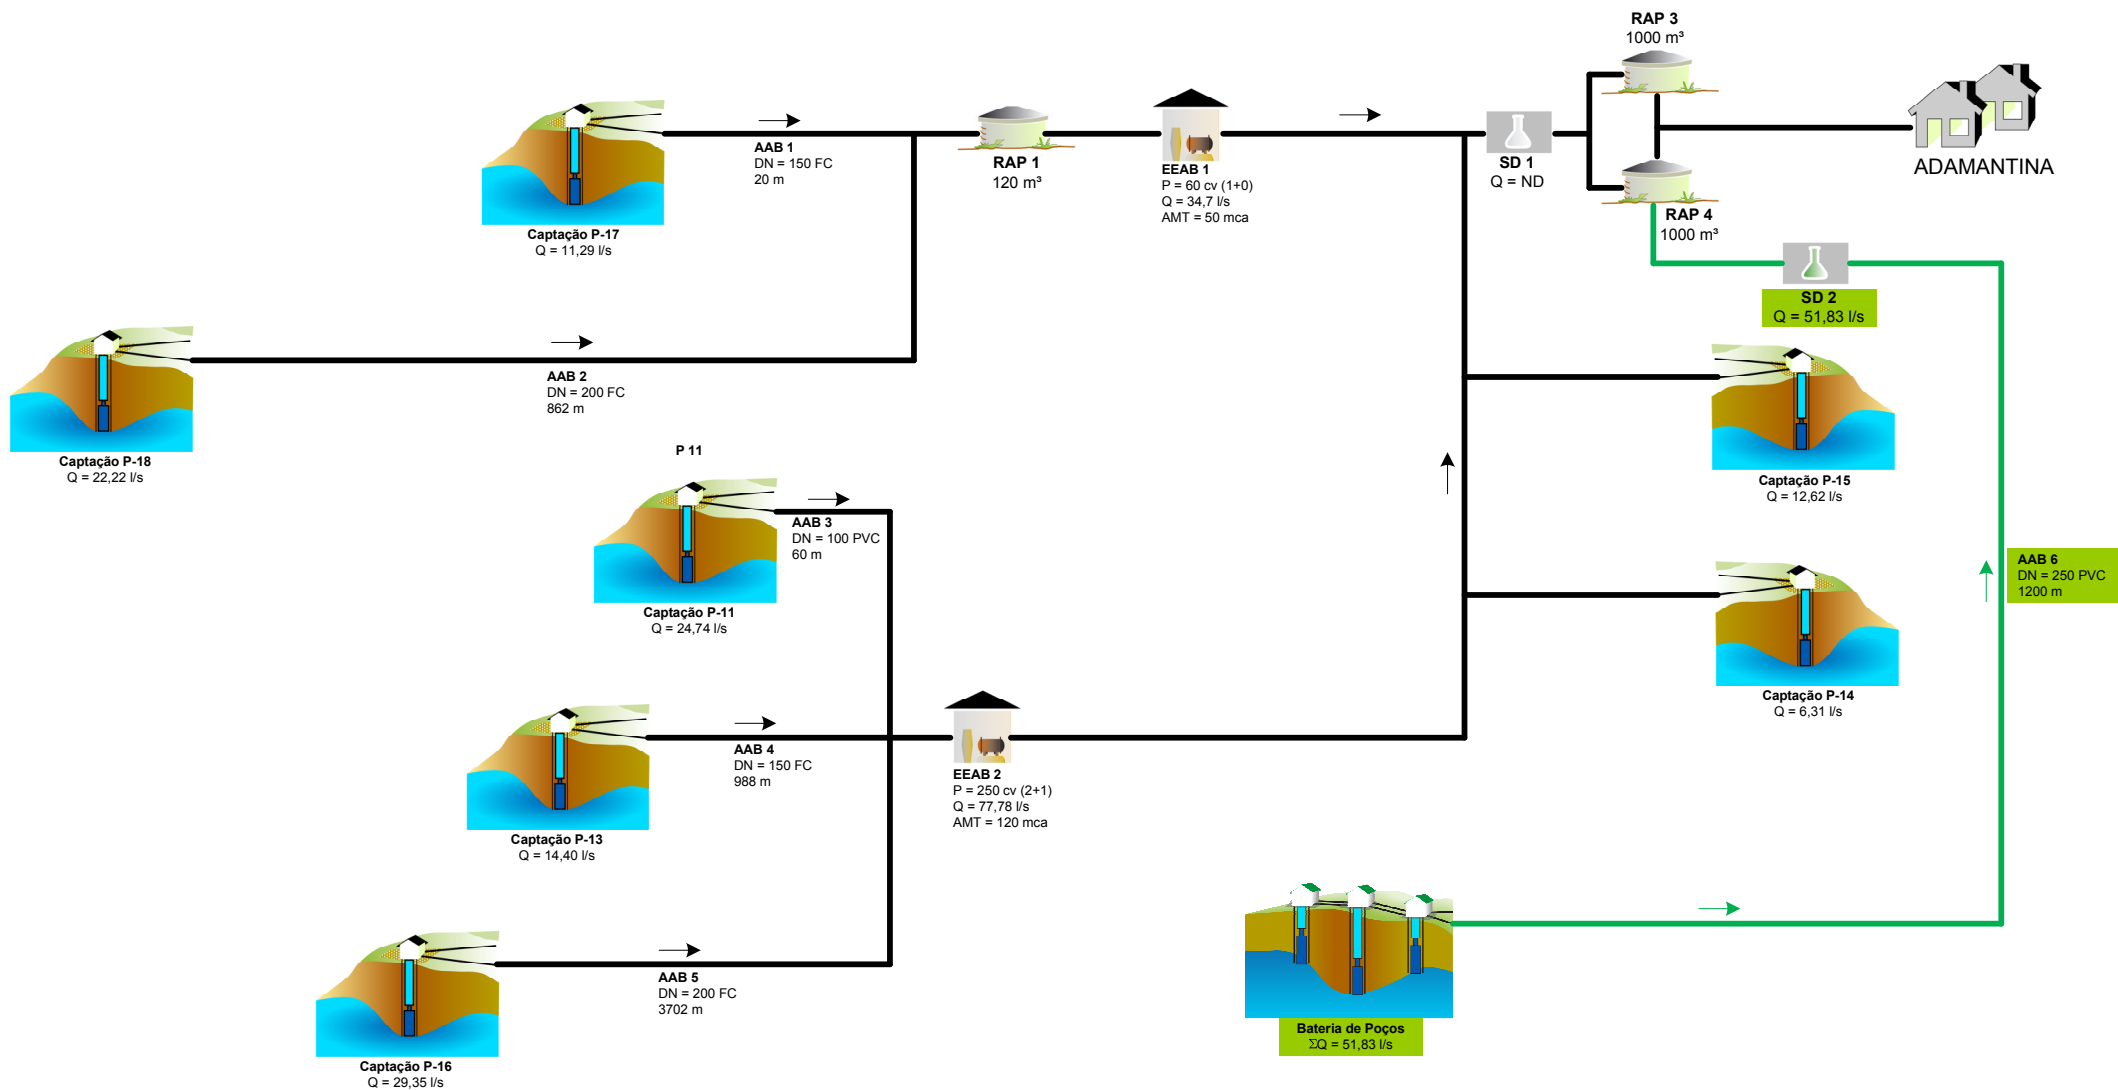 RAP 3
1000 m³
AAB 1
DN = 150 FC
20 m
RAP 1
120 m³
EEAB 1
P = 60 cv (1+0)
Q = 34,7 l/s
AMT = 50 mca
SD 1
Q = ND
ADAMANTINA
RAP 4
1000 m³
Captação P-17
Q = 11,29 l/s
SD 2
Q = 51,83 l/s
AAB 2
DN = 200 FC
862 m
Captação P-18
Q = 22,22 l/s
P 11
Captação P-15
Q = 12,62 l/s
AAB 3
DN = 100 PVC
60 m
AAB 6
DN = 250 PVC
1200 m
Captação P-11
Q = 24,74 l/s
Captação P-14
Q = 6,31 l/s
AAB 4
DN = 150 FC
988 m
EEAB 2
P = 250 cv (2+1)
Q = 77,78 l/s
AMT = 120 mca
Captação P-13
Q = 14,40 l/s
AAB 5
DN = 200 FC
3702 m
Bateria de Poços
ΣQ = 51,83 l/s
Captação P-16
Q = 29,35 l/s